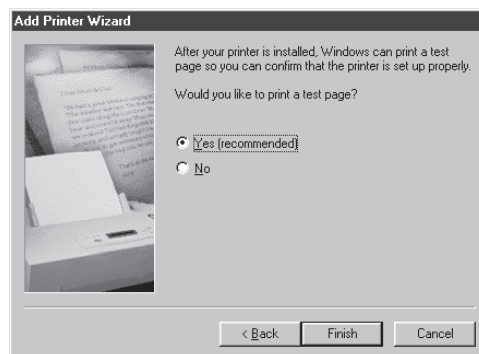 Add Printer Wizard
After your printer is installed, Windows can print a test
page so you can confirm that the printer is set up properly.
Would you like to print a test page?
Yes (recommended)
No
< Back
Finish
Cancel